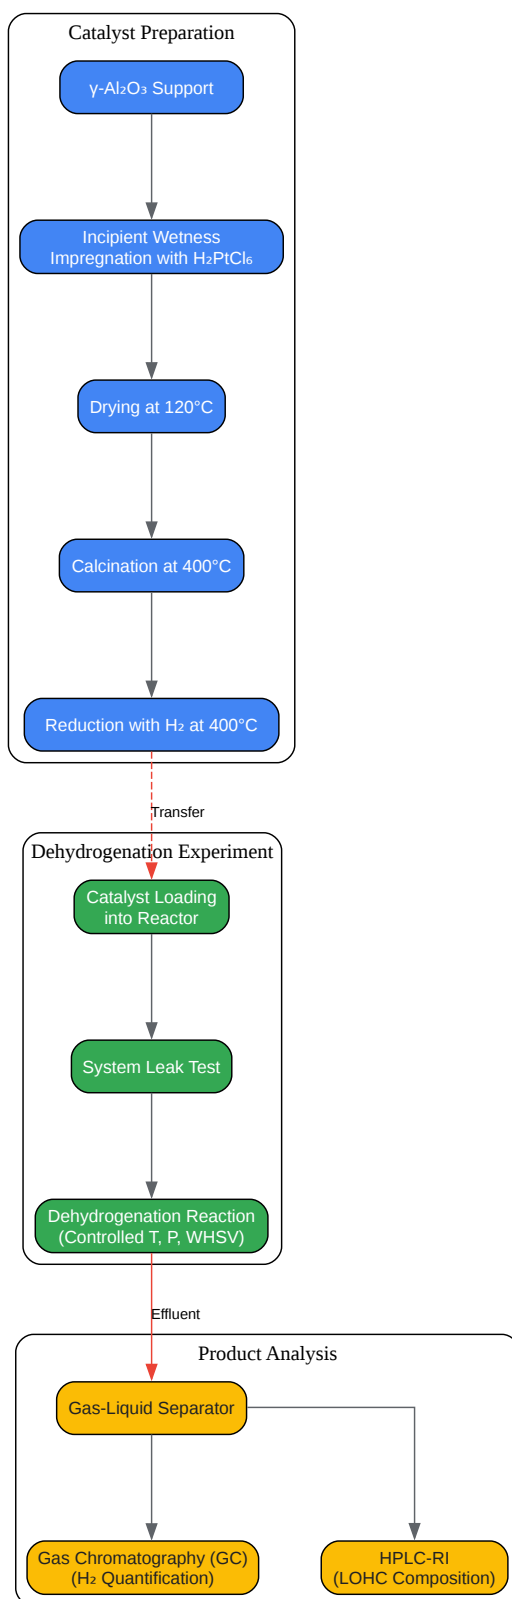 Catalyst Preparation
γ-Al₂O₃ Support
Incipient Wetness
Impregnation with H₂PtCl₆
Drying at 120°C
Calcination at 400°C
Reduction with H₂ at 400°C
Transfer
Dehydrogenation Experiment
Catalyst Loading
into Reactor
System Leak Test
Dehydrogenation Reaction
(Controlled T, P, WHSV)
Effluent
Product Analysis
Gas-Liquid Separator
Gas Chromatography (GC)
(H₂ Quantification)
HPLC-RI
(LOHC Composition)